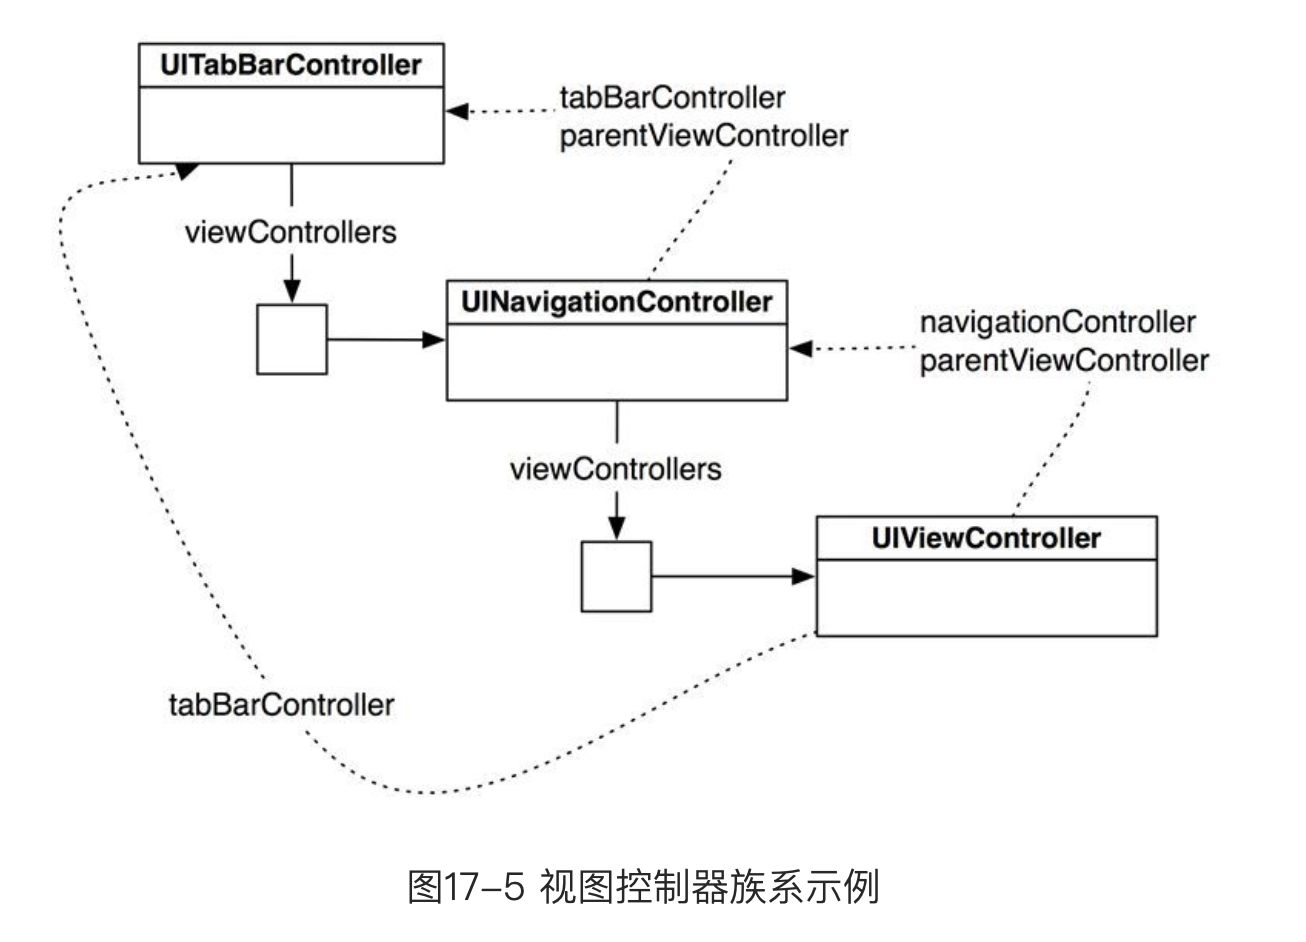 UITabBarController
tabBarController
parentViewController
viewControllers
UINavigationController
navigationController
parentViewController
viewControllers
UIViewController
tabBarController
图17-5 视图控制器族系示例